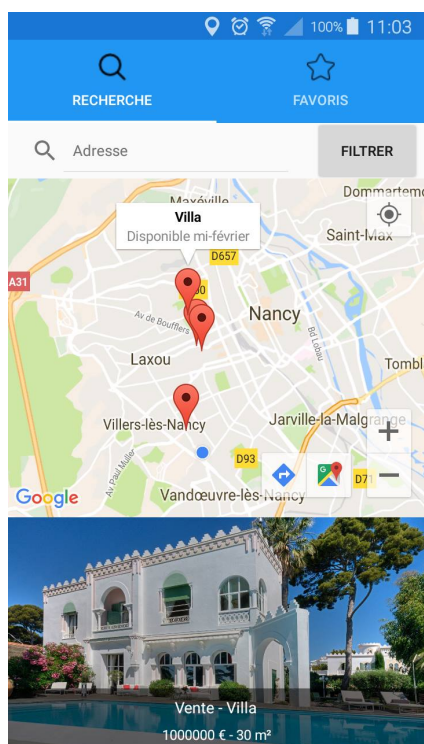 100% 11:03
RECHERCHE
FAVORIS
Adresse
FILTRER
Maxéville
Dommartemo
Villa
Disponible mi-février
Saint-Max
D657
A31
Av de Boufflers
Nancy
Bd Lobau
Laxou
Tombl
Villers-lès-Nancy
Jarville-la-Malgrange
+
Av. Paul Muller
D93
G
D71
−
Google
Vandœuvre-lès-Nancy
Vente - Villa
1000000 € - 30 m²